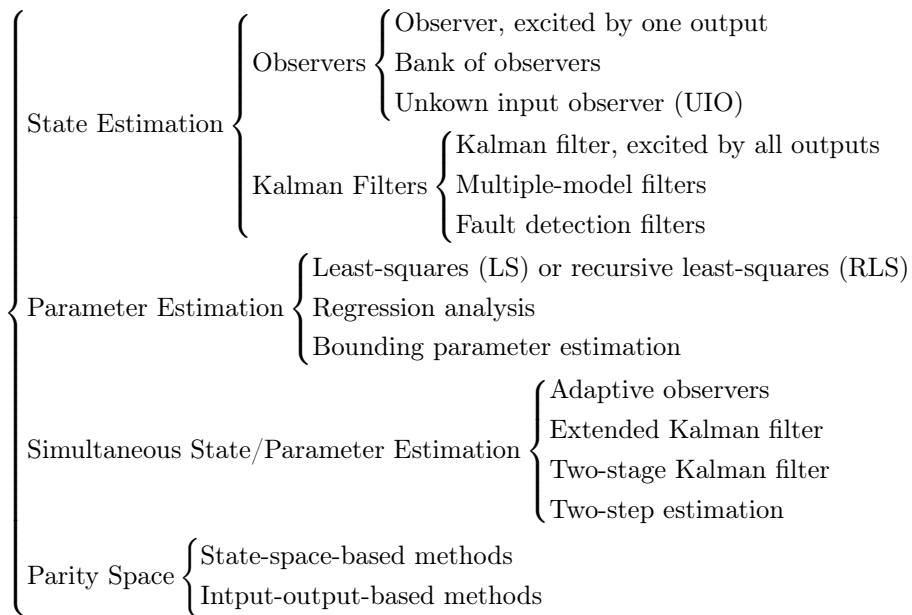 Observer, excited by one output
Observers
Bank of observers
Unkown input observer (UIO)
State Estimation
Kalman filter, excited by all outputs
Kalman Filters
Multiple-model filters
Fault detection filters
Least-squares (LS) or recursive least-squares (RLS)
Parameter Estimation
Regression analysis
Bounding parameter estimation
Adaptive observers
Extended Kalman filter
Simultaneous State/Parameter Estimation
Two-stage Kalman filter
Two-step estimation
State-space-based methods
Parity Space
Intput-output-based methods